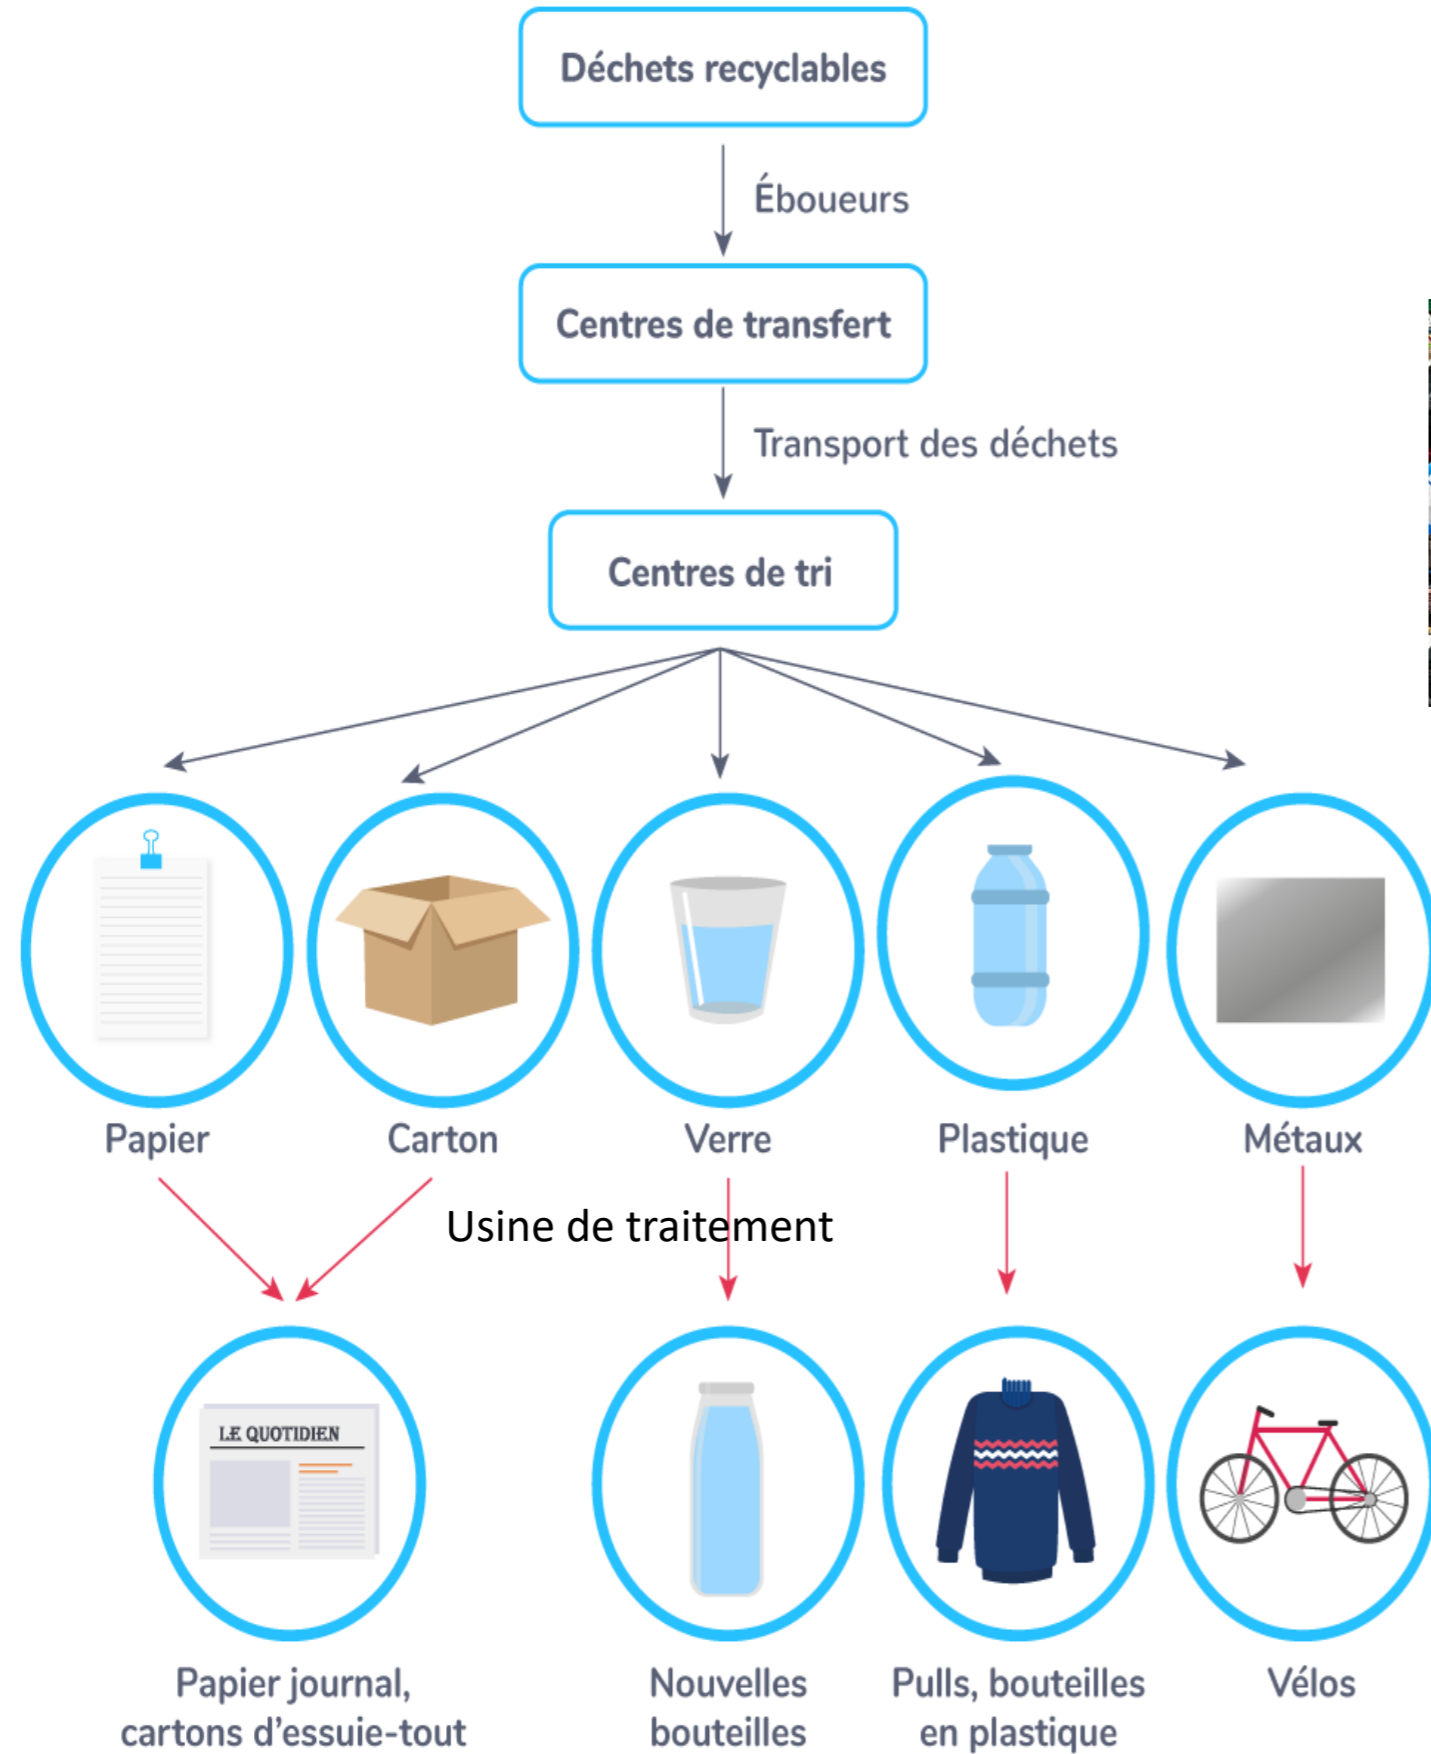 Déchets recyclables
Éboueurs
Centres de transfert
Transport des déchets
Centres de tri
Papier
Carton
Verre
Plastique
Métaux
Usine de traitement
LE QUOTIDIEN
Papier journal,
cartons d'essuie-tout
Nouvelles
bouteilles
Pulls, bouteilles
en plastique
Vélos